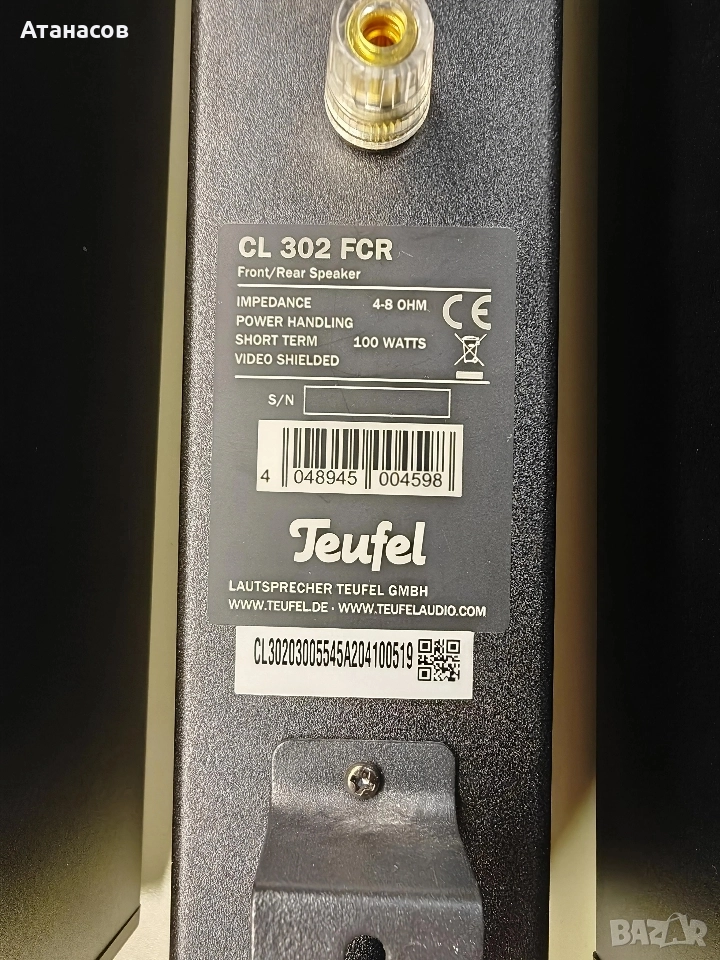 Атанасов
CL 302 FCR
Front/Rear Speaker
IMPEDANCE 4-8 OHM
POWER HANDLING
SHORT TERM 100 WATTS
VIDEO SHIELDED
CE
S/N
4 048945 004598
Teufel
LAUTSPRECHER TEUFEL GMBH
WWW.TEUFEL.DE · WWW.TEUFELAUDIO.COM
CL30203005545A204100519
BAZAR